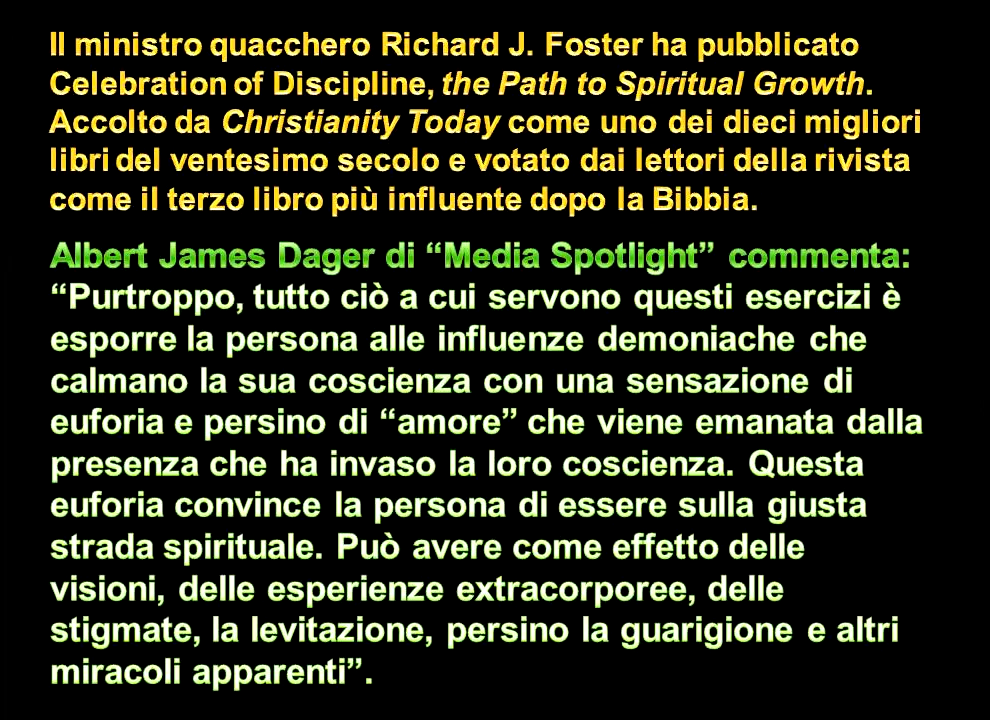 Il ministro quacchero Richard J. Foster ha pubblicato
Celebration of Discipline, the Path to Spiritual Growth.
Accolto da Christianity Today come uno dei dieci migliori
libri del ventesimo secolo e votato dai lettori della rivista
come il terzo libro più influente dopo la Bibbia.
Albert James Dager di “Media Spotlight” commenta:
“Purtroppo, tutto ciò a cui servono questi esercizi è
esporre la persona alle influenze demoniache che
calmano la sua coscienza con una sensazione di
euforia e persino di “amore” che viene emanata dalla
presenza che ha invaso la loro coscienza. Questa
euforia convince la persona di essere sulla giusta
strada spirituale. Può avere come effetto delle
visioni, delle esperienze extracorporee, delle
stigmate, la levitazione, persino la guarigione e altri
miracoli apparenti”.